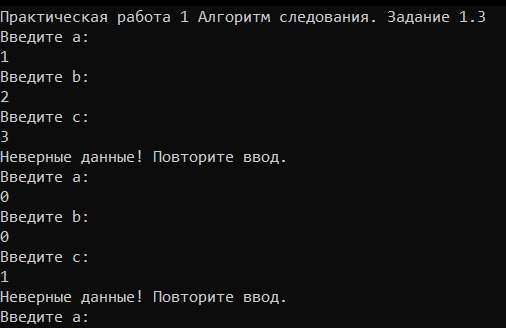 Практическая работа 1 Алгоритм следования. Задание 1.3
Введите a:
1
Введите b:
2
Введите c:
3
Неверные данные! Повторите ввод.
Введите a:
0
Введите b:
0
Введите c:
1
Неверные данные! Повторите ввод.
Введите a: